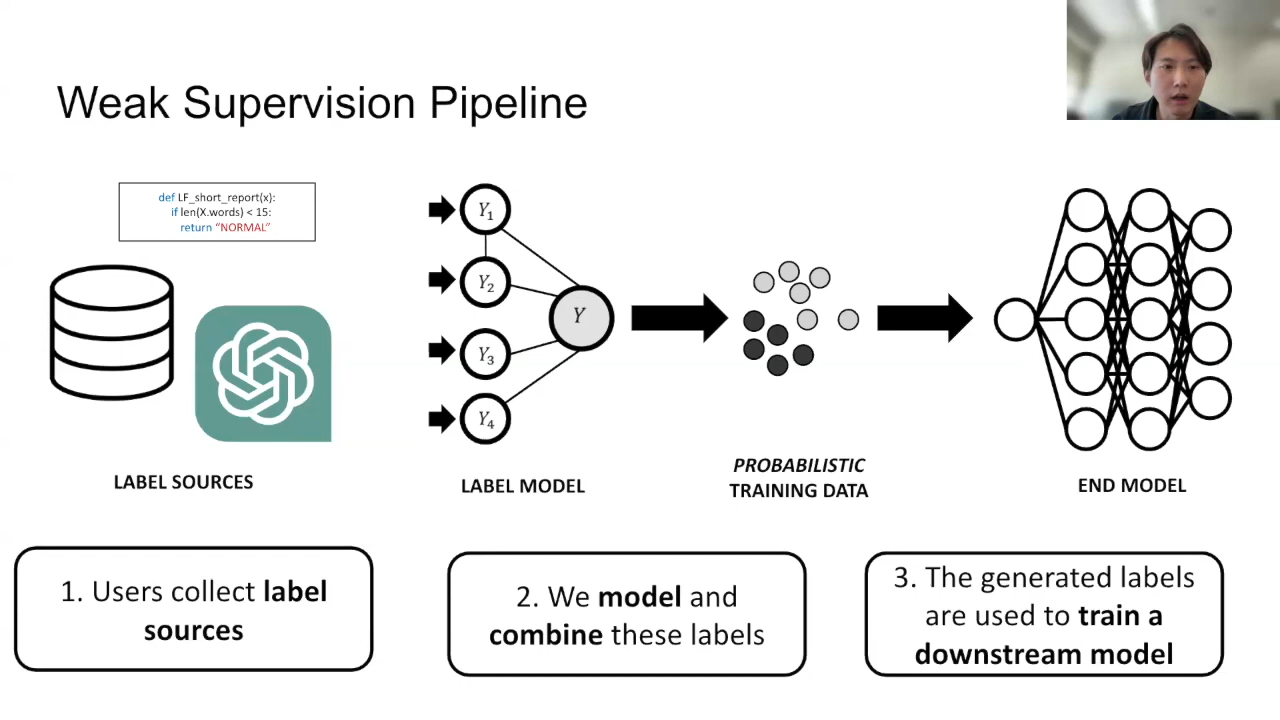 Weak Supervision Pipeline
def LF_short_report(x):
if len(X.words) < 15:
return “NORMAL”
Y1
Y2
Y3
Y4
Y
LABEL SOURCES
LABEL MODEL
PROBABILISTIC
TRAINING DATA
END MODEL
1. Users collect label
sources
2. We model and
combine these labels
3. The generated labels
are used to train a
downstream model